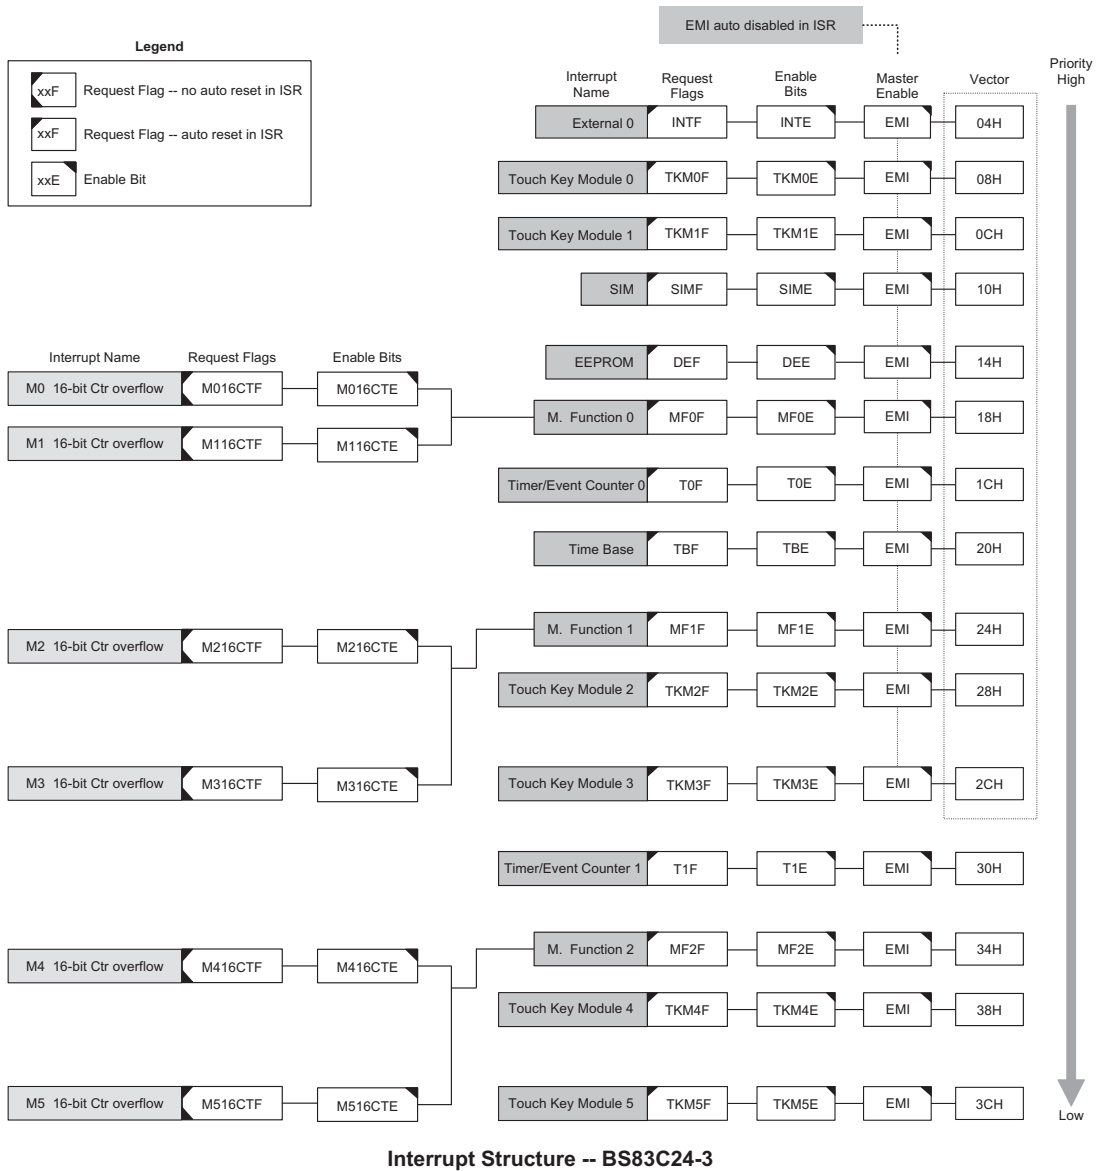 EMI auto disabled in ISR
Legend
xxF Request Flag -- no auto reset in ISR
xxF Request Flag -- auto reset in ISR
xxE Enable Bit
Interrupt Name Request Flags Enable Bits Master Enable Vector Priority High
External 0 INTF INTE EMI 04H
Touch Key Module 0 TKM0F TKM0E EMI 08H
Touch Key Module 1 TKM1F TKM1E EMI 0CH
SIM SIMF SIME EMI 10H
Interrupt Name Request Flags Enable Bits
EEPROM DEF DEE EMI 14H
M0 16-bit Ctr overflow M016CTF M016CTE
M. Function 0 MF0F MF0E EMI 18H
M1 16-bit Ctr overflow M116CTF M116CTE
Timer/Event Counter 0 T0F T0E EMI 1CH
Time Base TBF TBE EMI 20H
M. Function 1 MF1F MF1E EMI 24H
M2 16-bit Ctr overflow M216CTF M216CTE
Touch Key Module 2 TKM2F TKM2E EMI 28H
M3 16-bit Ctr overflow M316CTF M316CTE
Touch Key Module 3 TKM3F TKM3E EMI 2CH
Timer/Event Counter 1 T1F T1E EMI 30H
M. Function 2 MF2F MF2E EMI 34H
M4 16-bit Ctr overflow M416CTF M416CTE
Touch Key Module 4 TKM4F TKM4E EMI 38H
M5 16-bit Ctr overflow M516CTF M516CTE
Touch Key Module 5 TKM5F TKM5E EMI 3CH
Low
Interrupt Structure -- BS83C24-3